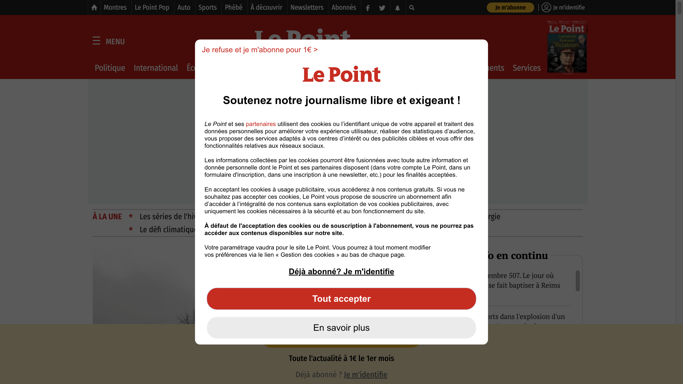 Montres Le Point Pop Auto Sports Phébé À découvrir Newsletters Abonnés Je m'abonne Je m'identifie
MENU
Le Point
Politique International Services
Je refuse et je m'abonne pour 1€ >
Le Point
Soutenez notre journalisme libre et exigeant !
Le Point et ses partenaires utilisent des cookies ou l'identifiant unique de votre appareil et traitent des
données personnelles pour améliorer votre expérience utilisateur, réaliser des statistiques d'audience,
vous proposer des services adaptés à vos centres d'intérêt ou des publicités ciblées et vous offrir des
fonctionnalités relatives aux réseaux sociaux.
Les informations collectées par les cookies pourront être fusionnées avec toute autre information et
donnée personnelle dont le Point et ses partenaires disposent (dans votre compte Le Point, dans un
formulaire d'inscription, dans une inscription à une newsletter, etc.) pour les finalités acceptées.
En acceptant les cookies à usage publicitaire, vous accéderez à nos contenus gratuits. Si vous ne
souhaitez pas accepter ces cookies, Le Point vous propose de souscrire un abonnement afin
d'accéder à l'intégralité de nos contenus sans exploitation de vos cookies publicitaires, avec
uniquement les cookies nécessaires à la sécurité et au bon fonctionnement du site.
À défaut de l'acceptation des cookies ou de souscription à l'abonnement, vous ne pourrez pas
accéder aux contenus disponibles sur notre site.
Votre paramétrage vaudra pour le site Le Point. Vous pourrez à tout moment modifier
vos préférences via le lien « Gestion des cookies » au bas de chaque page.
Déjà abonné? Je m'identifie
Tout accepter
En savoir plus
À LA UNE Les séries de l'hi
Le défi climatique
rgie
o en continu
embre 507. Le jour où
se fait baptiser à Reims
orts dans l'explosion d'un
Toute l'actualité à 1€ le 1er mois
Déjà abonné ? Je m'identifie